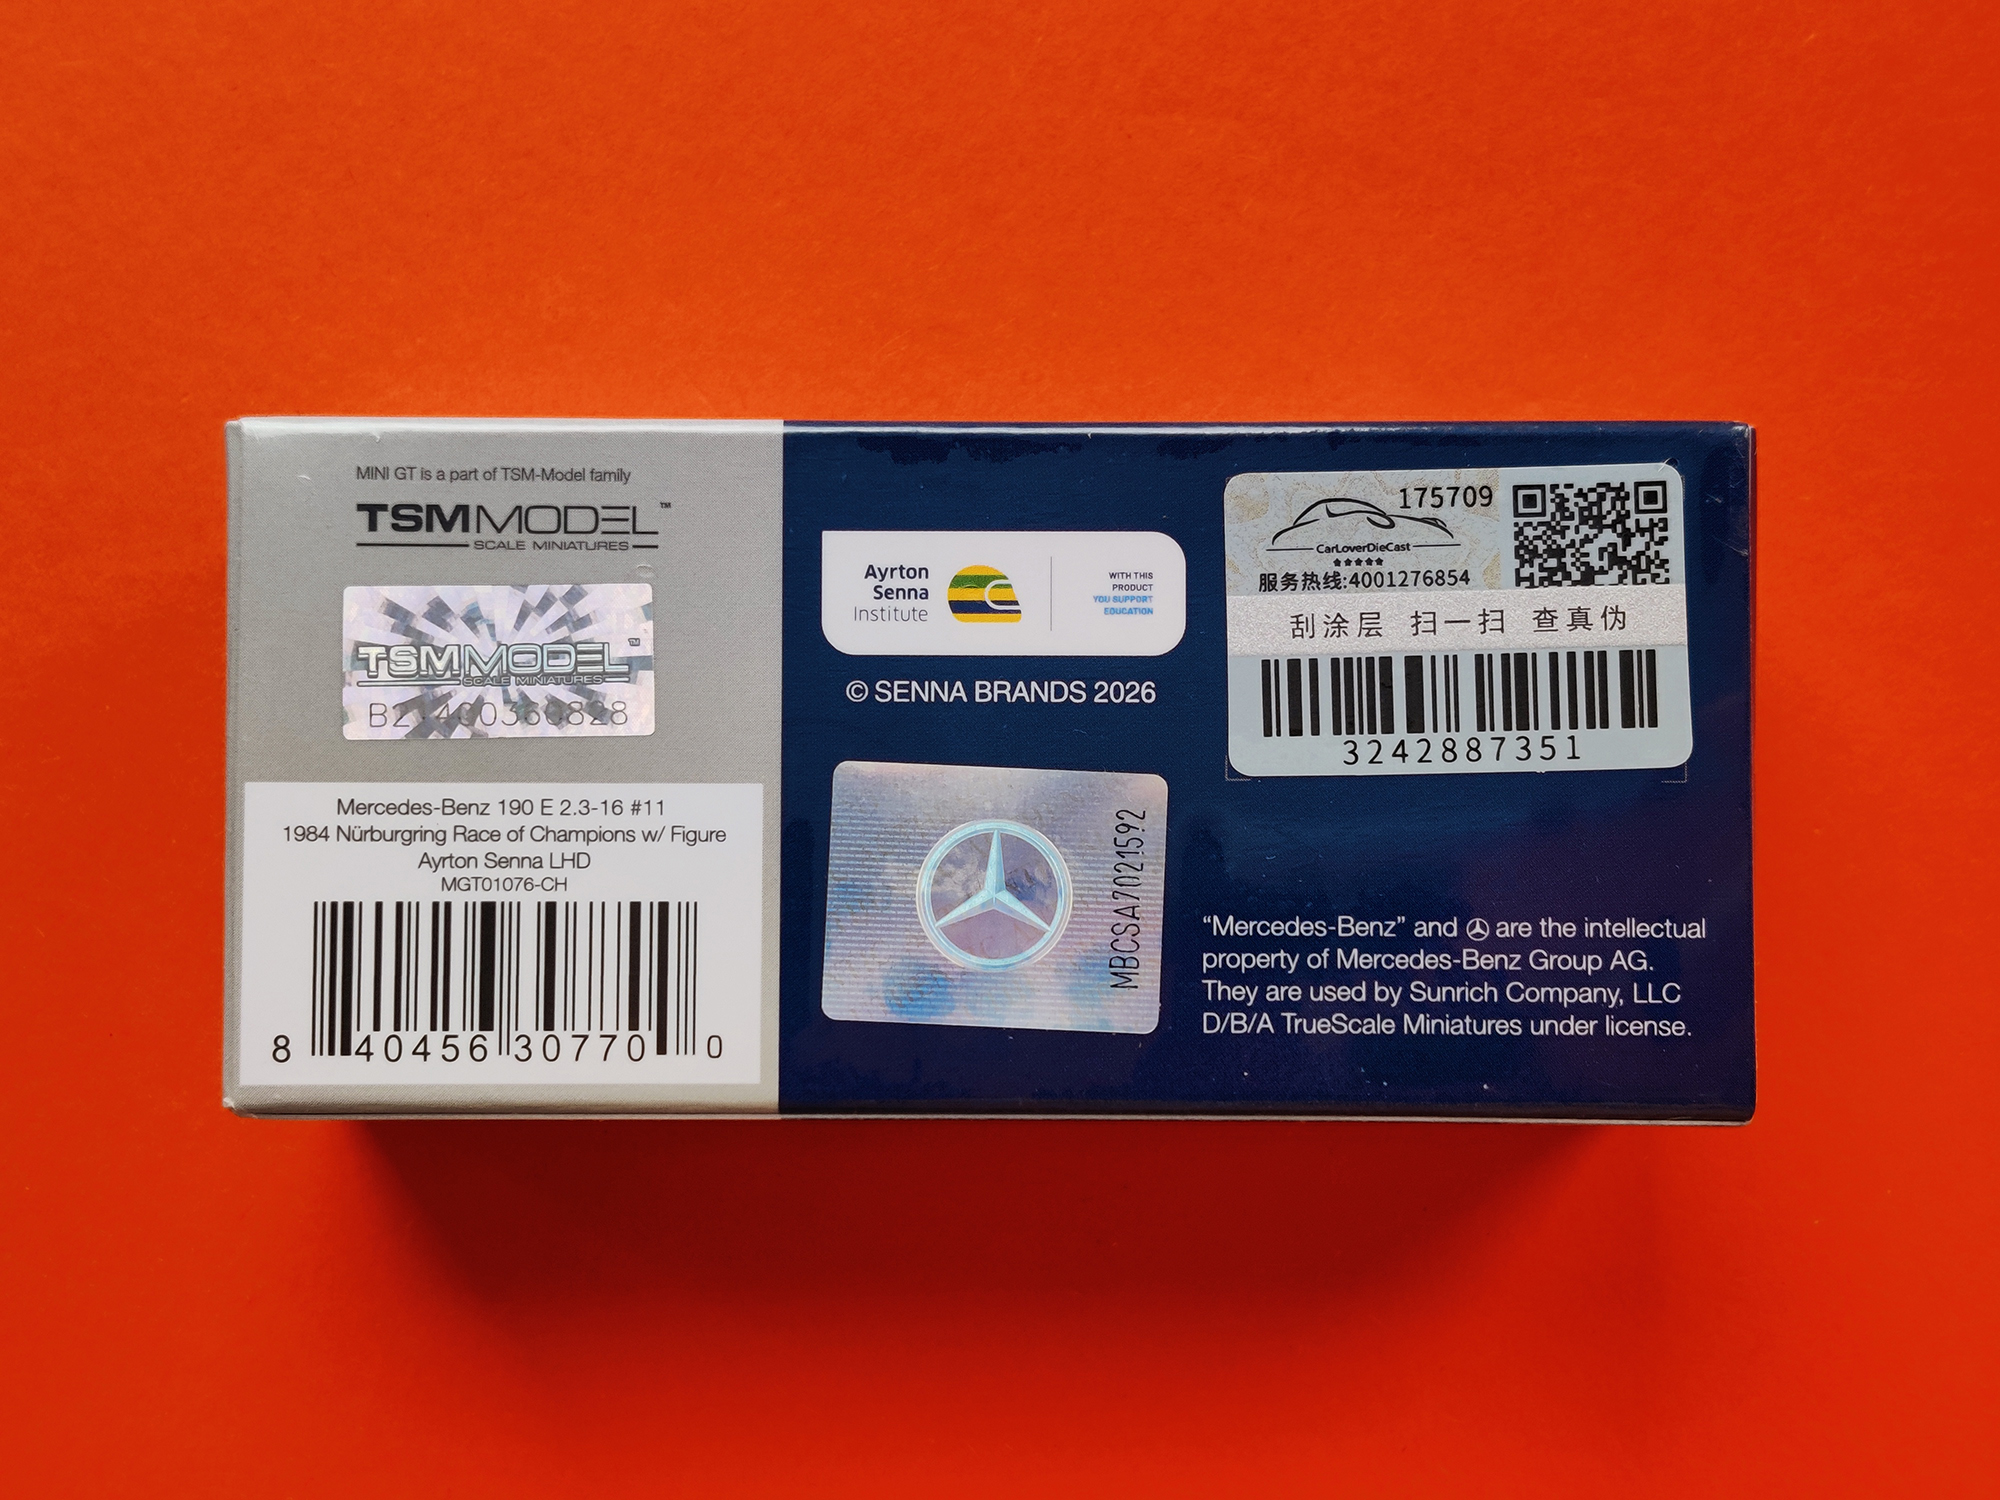 MINI GT is a part of TSM-Model family
TSMMODEL™
SCALE MINIATURES
TSMMODEL™
SCALE MINIATURES
Mercedes-Benz 190 E 2.3-16 #11
1984 Nürburgring Race of Champions w/ Figure
Ayrton Senna LHD
MGT01076-CH
8 40456 30770 0
Ayrton
Senna
Institute
WITH THIS
PRODUCT
YOU SUPPORT
EDUCATION
© SENNA BRANDS 2026
MBCSA7021592
175709
CarLoverDieCast
服务热线:4001276854
刮涂层 扫一扫 查真伪
3242887351
“Mercedes-Benz” and are the intellectual
property of Mercedes-Benz Group AG.
They are used by Sunrich Company, LLC
D/B/A TrueScale Miniatures under license.